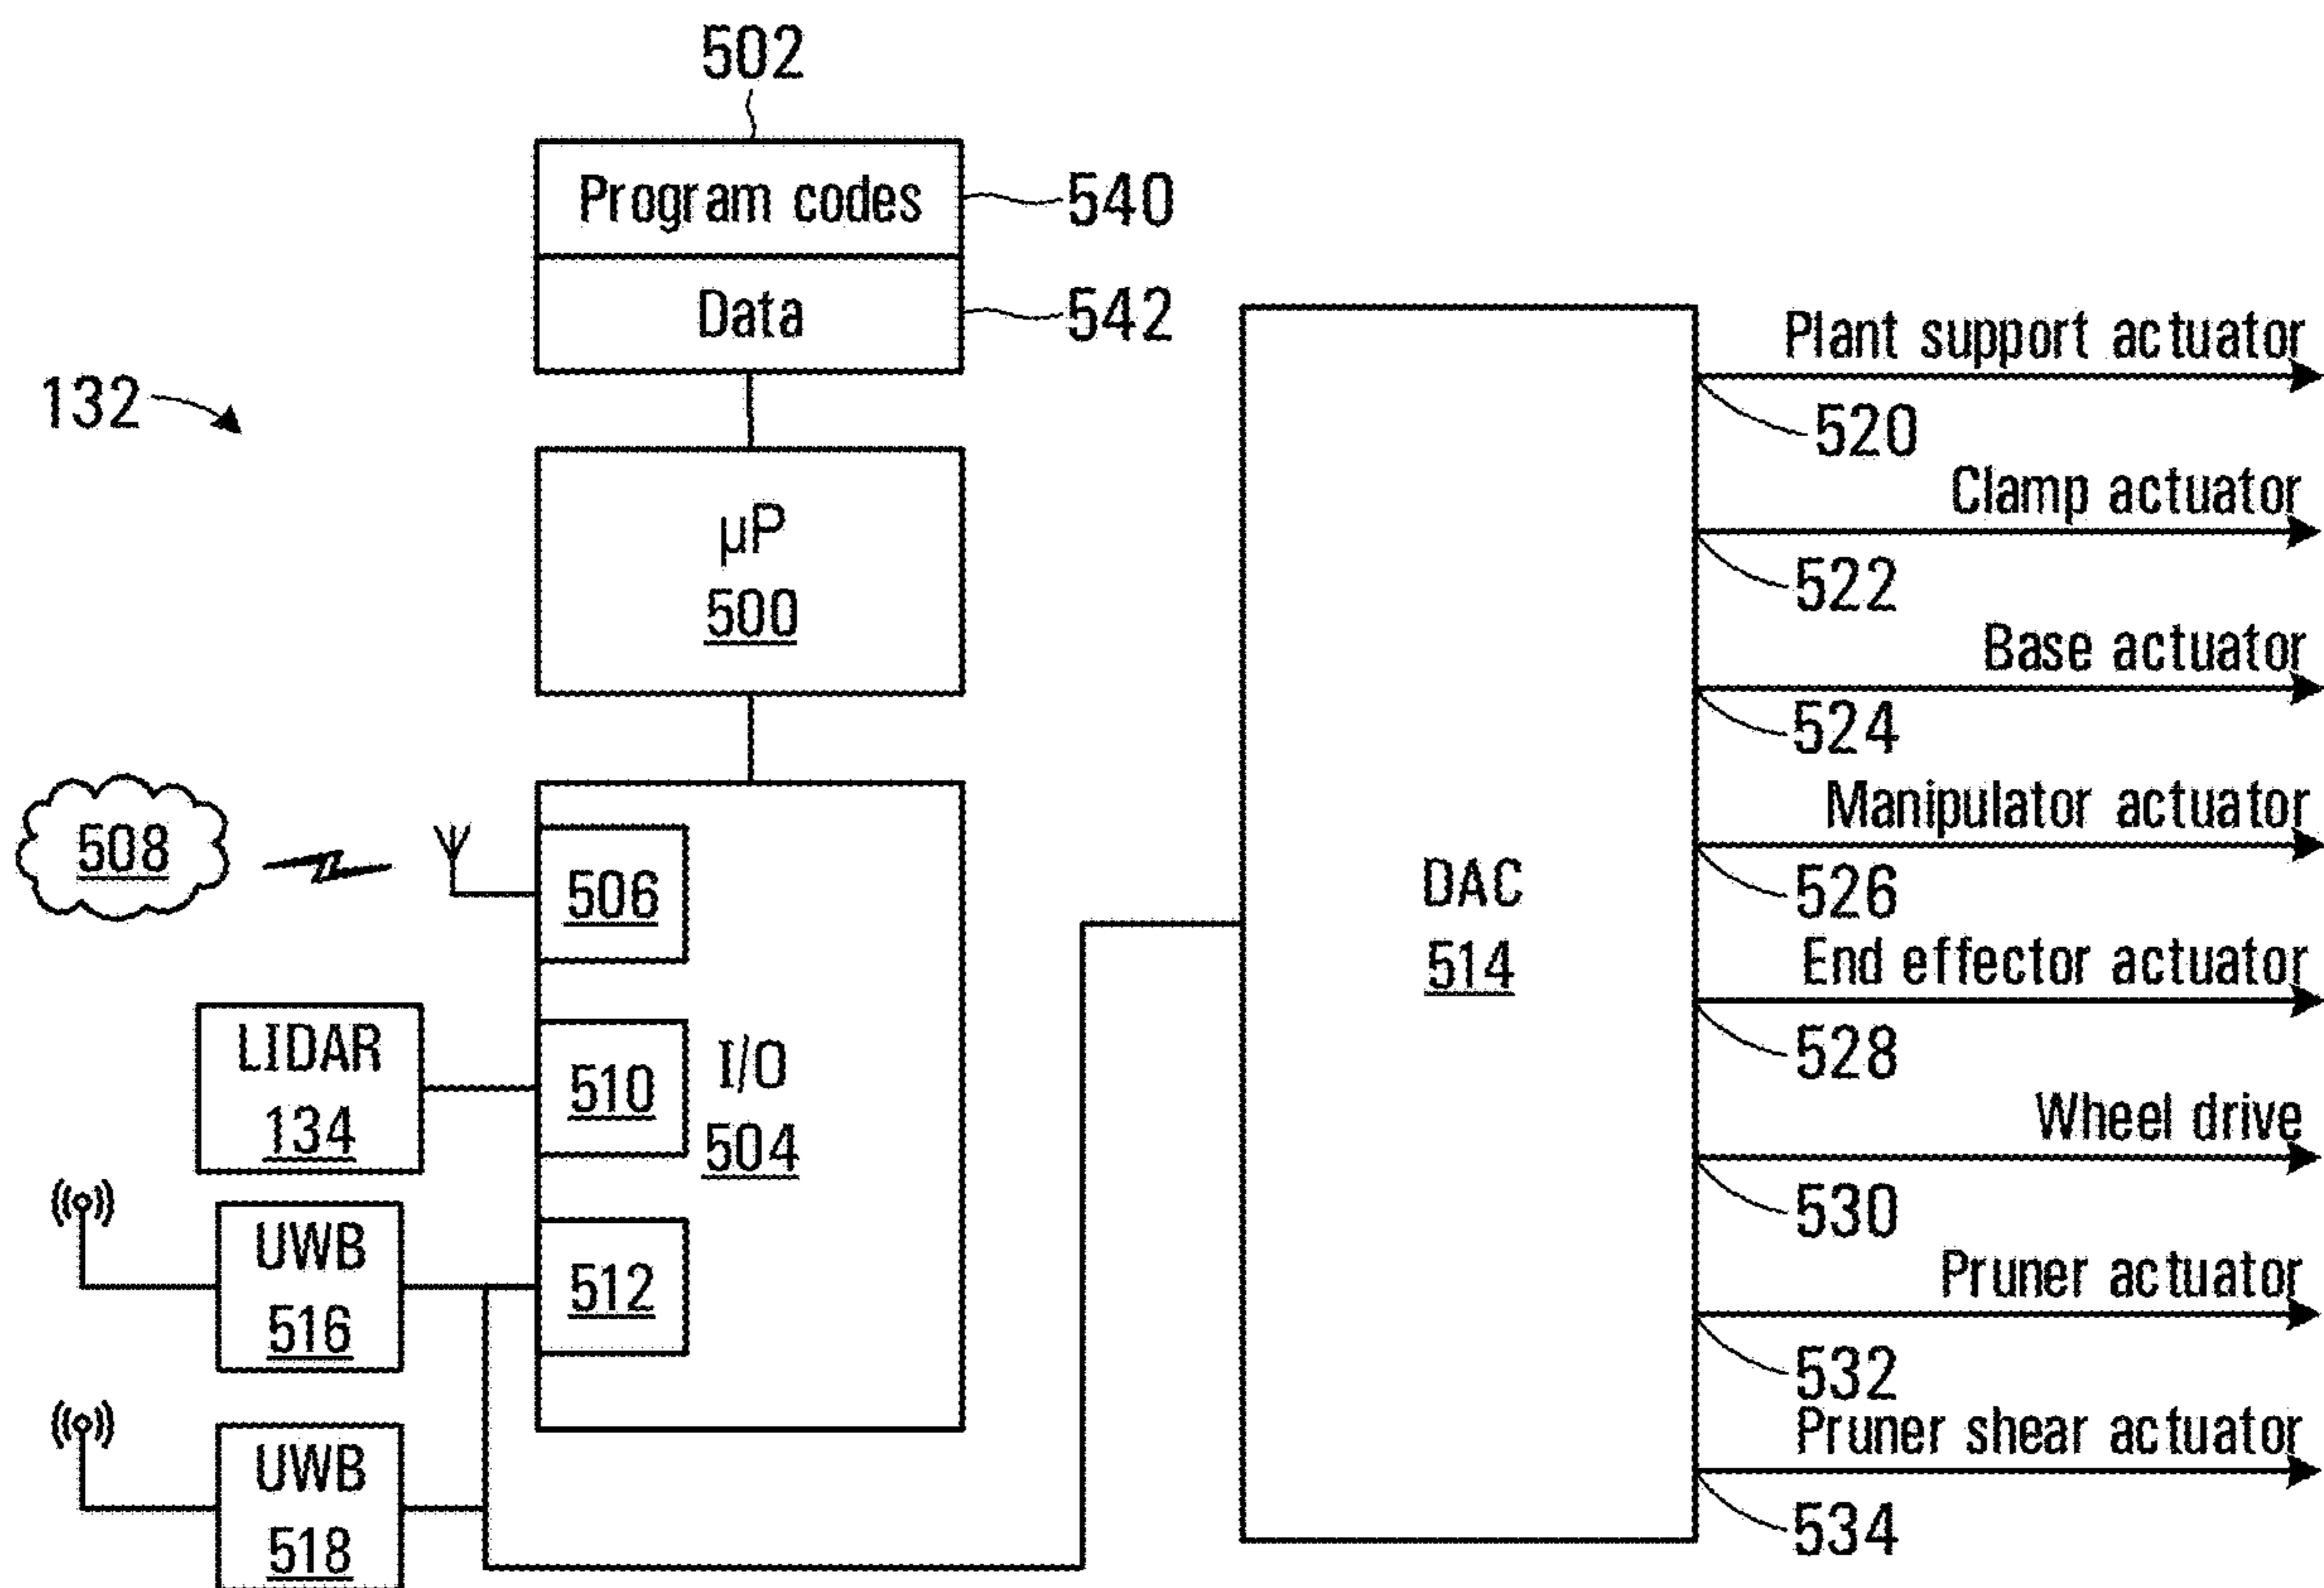 502
Program codes
540
Data
542
132
µP
500
508
506
LIDAR
134
510
I/O
504
UWB
516
512
UWB
518
DAC
514
Plant support actuator
520
Clamp actuator
522
Base actuator
524
Manipulator actuator
526
End effector actuator
528
Wheel drive
530
Pruner actuator
532
Pruner shear actuator
534